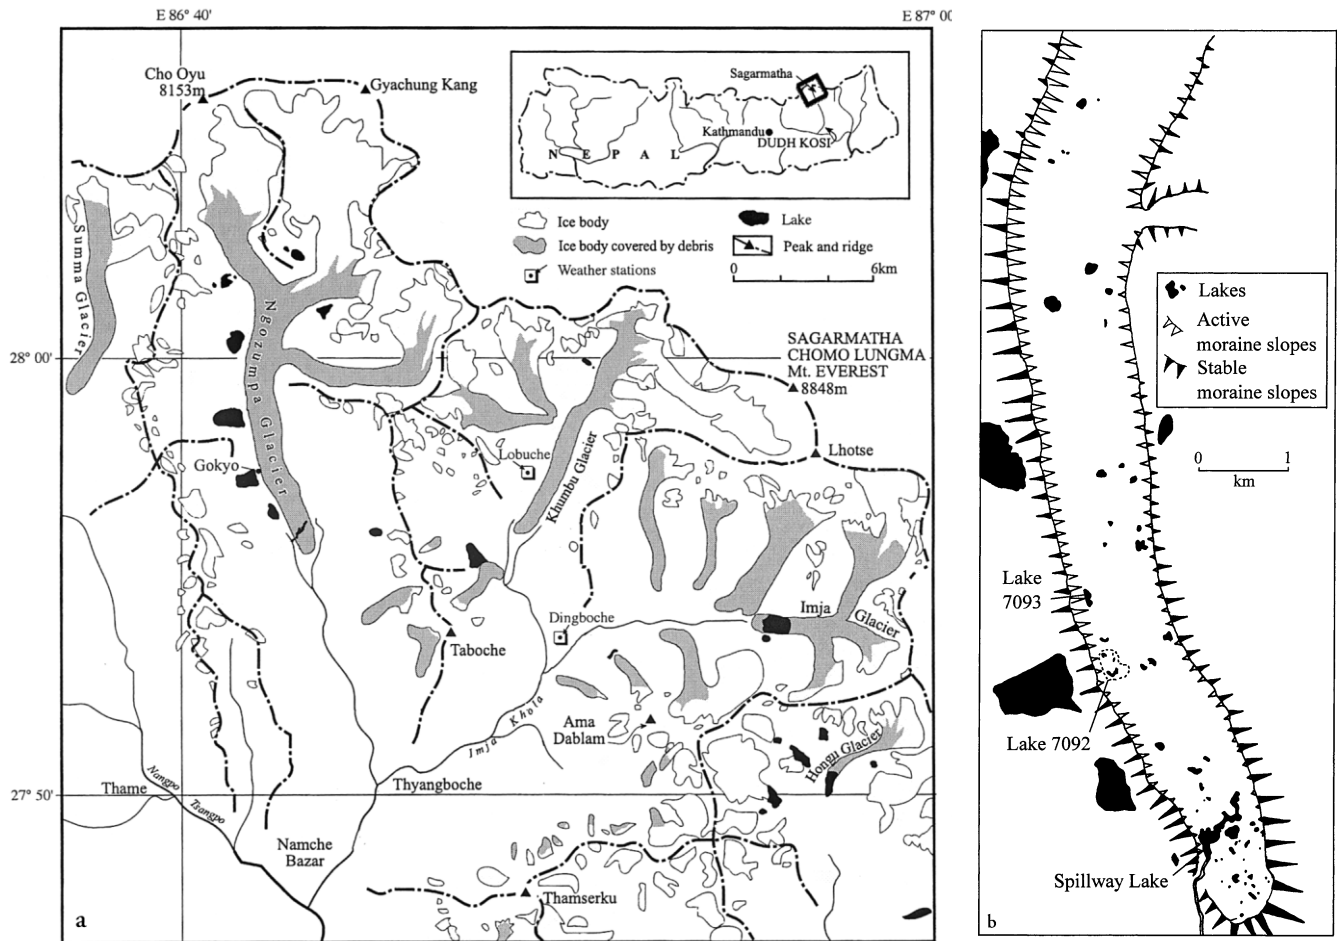 E 86° 40'
E 87° 00
Cho Oyu
8153m
Gyachung Kang
Sagarmatha
Kathmandu
DUDH KOSI
N E P A L
Ice body
Lake
Ice body covered by debris
Peak and ridge
Weather stations
0
6km
Sumna Glacier
Ngozumpa Glacier
28° 00'
SAGARMATHA
CHOMO LUNGMA
Mt. EVEREST
8848m
Lhotse
Lobuche
Khumbu Glacier
Gokyo
Imja
Glacier
Dingboche
Taboche
Ama
Dablam
Imja Khola
Hongu Glacier
Thyangboche
27° 50'
Thame
Nangpo
Tsangpo
Namche
Bazar
Thamserku
a
Lakes
Active
moraine slopes
Stable
moraine slopes
0
1
km
Lake
7093
Lake 7092
Spillway Lake
b